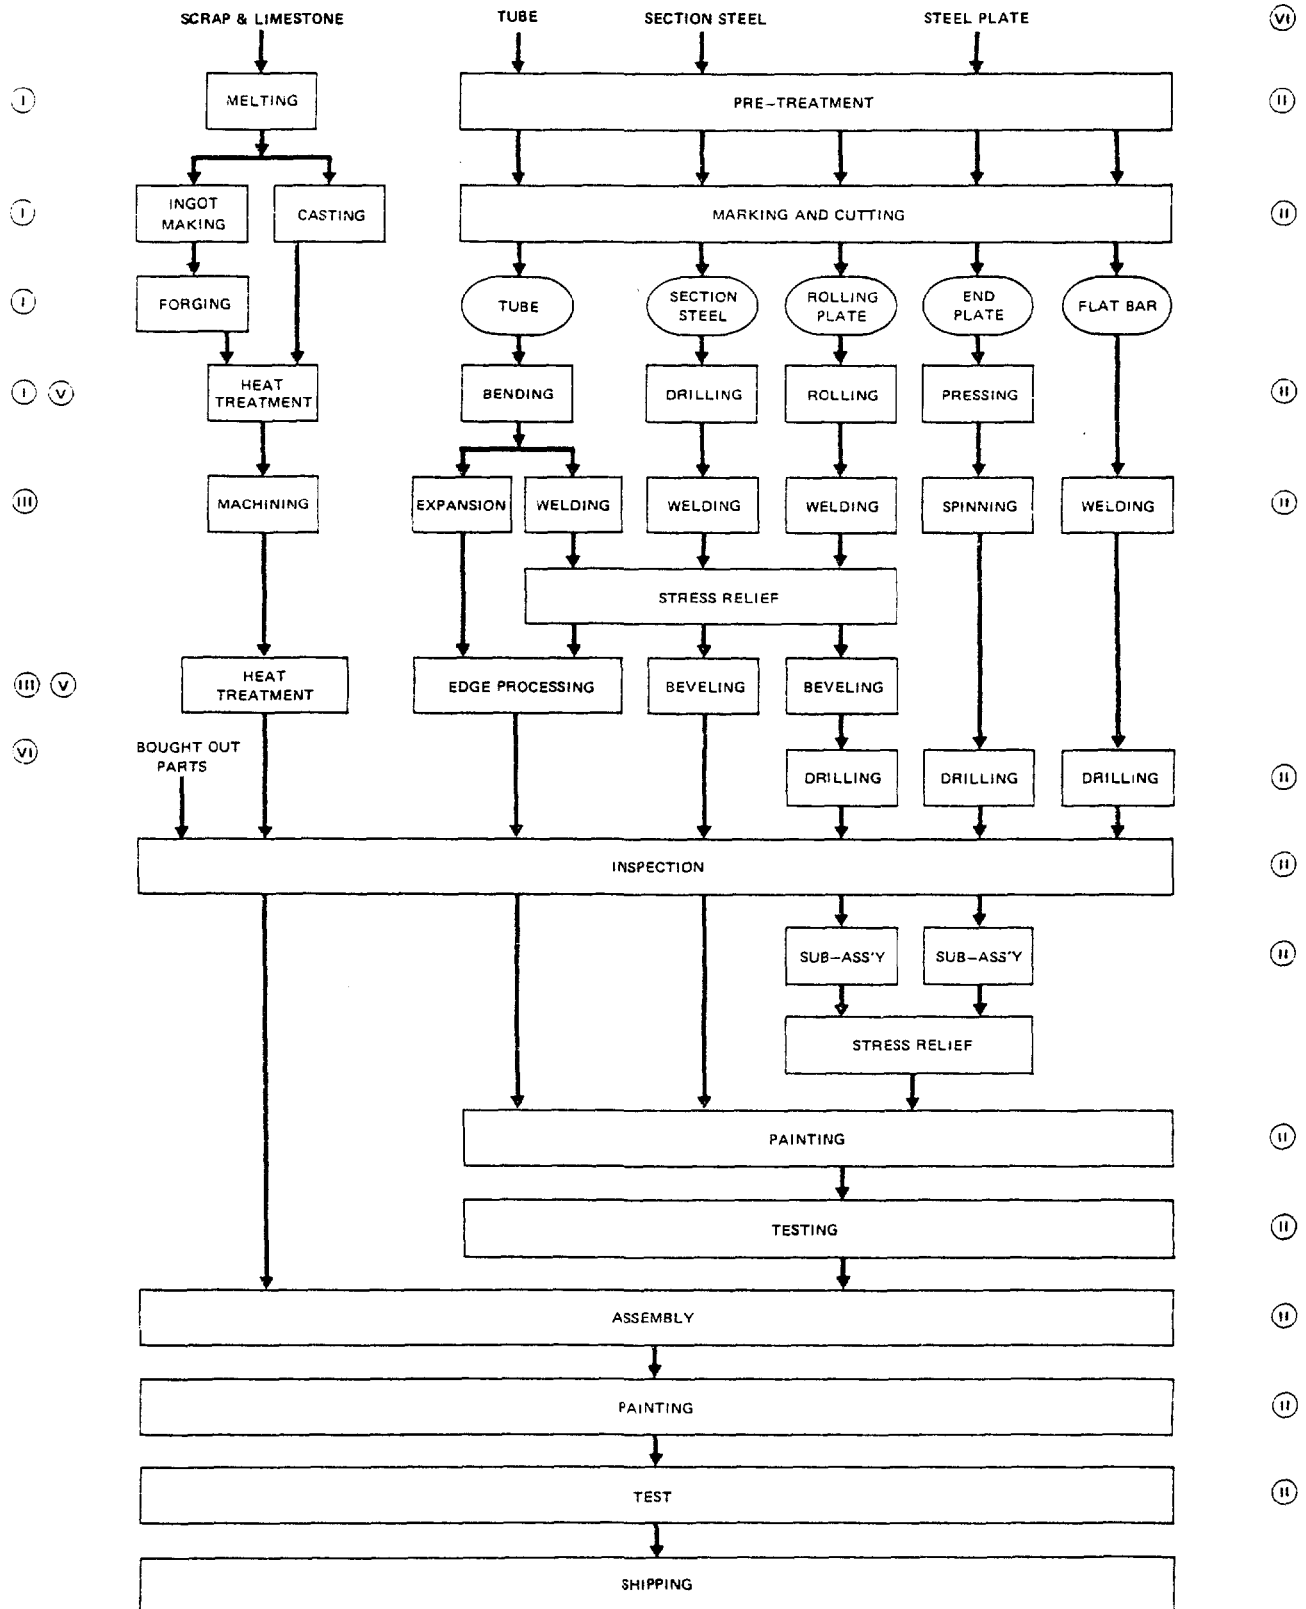 SCRAP & LIMESTONE
TUBE
SECTION STEEL
STEEL PLATE
VI
I
MELTING
PRE-TREATMENT
II
I
INGOT
MAKING
CASTING
MARKING AND CUTTING
II
I
FORGING
TUBE
SECTION
STEEL
ROLLING
PLATE
END
PLATE
FLAT BAR
I V
HEAT
TREATMENT
BENDING
DRILLING
ROLLING
PRESSING
II
III
MACHINING
EXPANSION
WELDING
WELDING
WELDING
SPINNING
WELDING
II
STRESS RELIEF
III V
HEAT
TREATMENT
EDGE PROCESSING
BEVELING
BEVELING
VI
BOUGHT OUT
PARTS
DRILLING
DRILLING
DRILLING
II
INSPECTION
II
SUB-ASS'Y
SUB-ASS'Y
II
STRESS RELIEF
PAINTING
II
TESTING
II
ASSEMBLY
II
PAINTING
II
TEST
II
SHIPPING